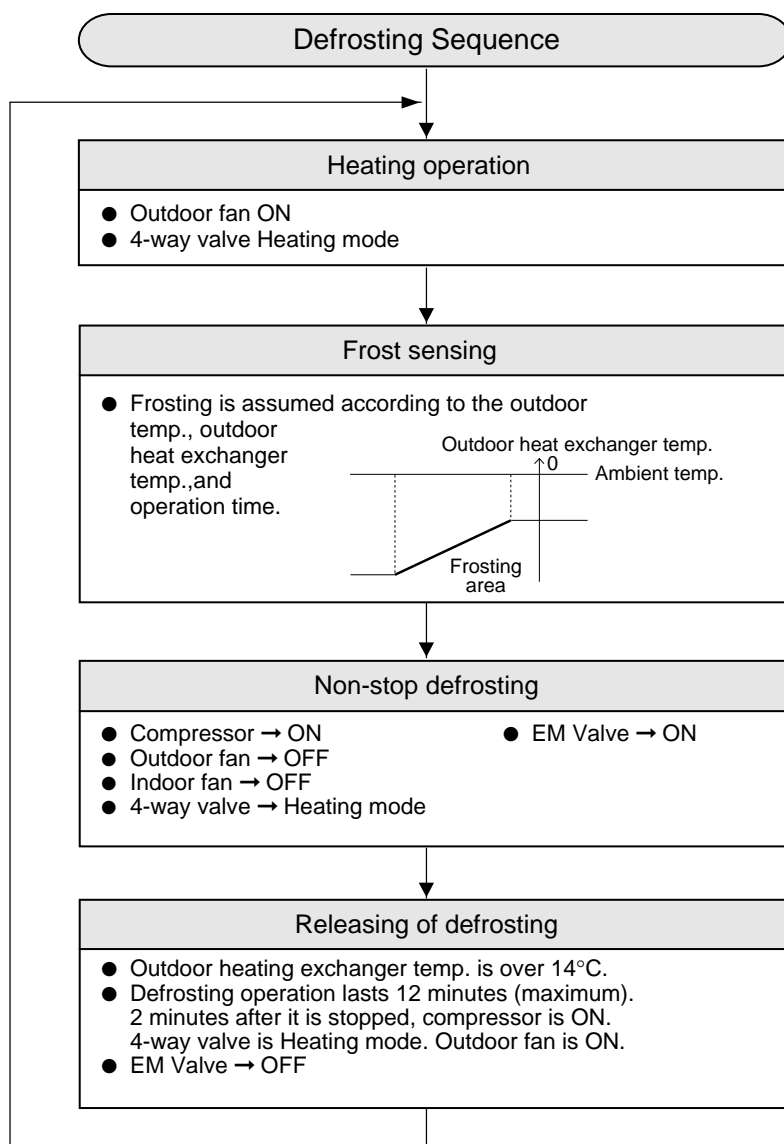 Defrosting Sequence
Heating operation
● Outdoor fan ON
● 4-way valve Heating mode
Frost sensing
● Frosting is assumed according to the outdoor
temp., outdoor
heat exchanger
temp.,and
operation time.
Outdoor heat exchanger temp.
0
Ambient temp.
Frosting
area
Non-stop defrosting
● Compressor → ON
● Outdoor fan → OFF
● Indoor fan → OFF
● 4-way valve → Heating mode
● EM Valve → ON
Releasing of defrosting
● Outdoor heating exchanger temp. is over 14°C.
● Defrosting operation lasts 12 minutes (maximum).
2 minutes after it is stopped, compressor is ON.
4-way valve is Heating mode. Outdoor fan is ON.
● EM Valve → OFF